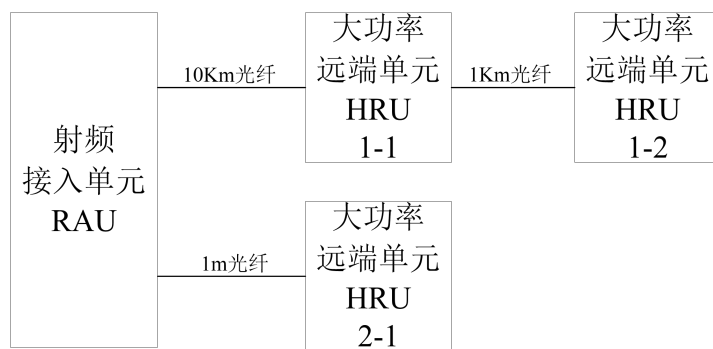 射频
接入单元
RAU
10Km光纤
大功率
远端单元
HRU
1-1
1Km光纤
大功率
远端单元
HRU
1-2
1m光纤
大功率
远端单元
HRU
2-1